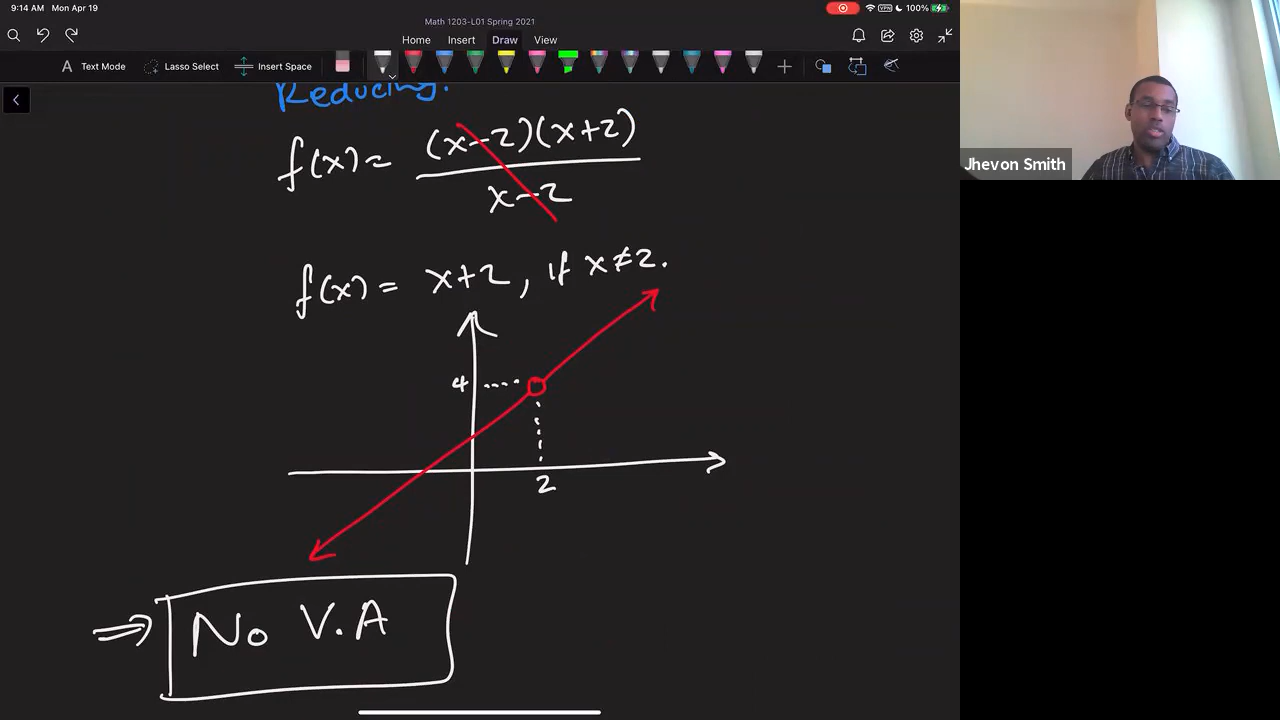 9:14 AM Mon Apr 19
VPN 100%
Math 1203-L01 Spring 2021
Home Insert Draw View
A Text Mode Lasso Select Insert Space
Reducing:
f(x) = (x-2)(x+2)
x-2
f(x) = x+2, if x≠2.
4
2
⇒ No V.A
Jhevon Smith